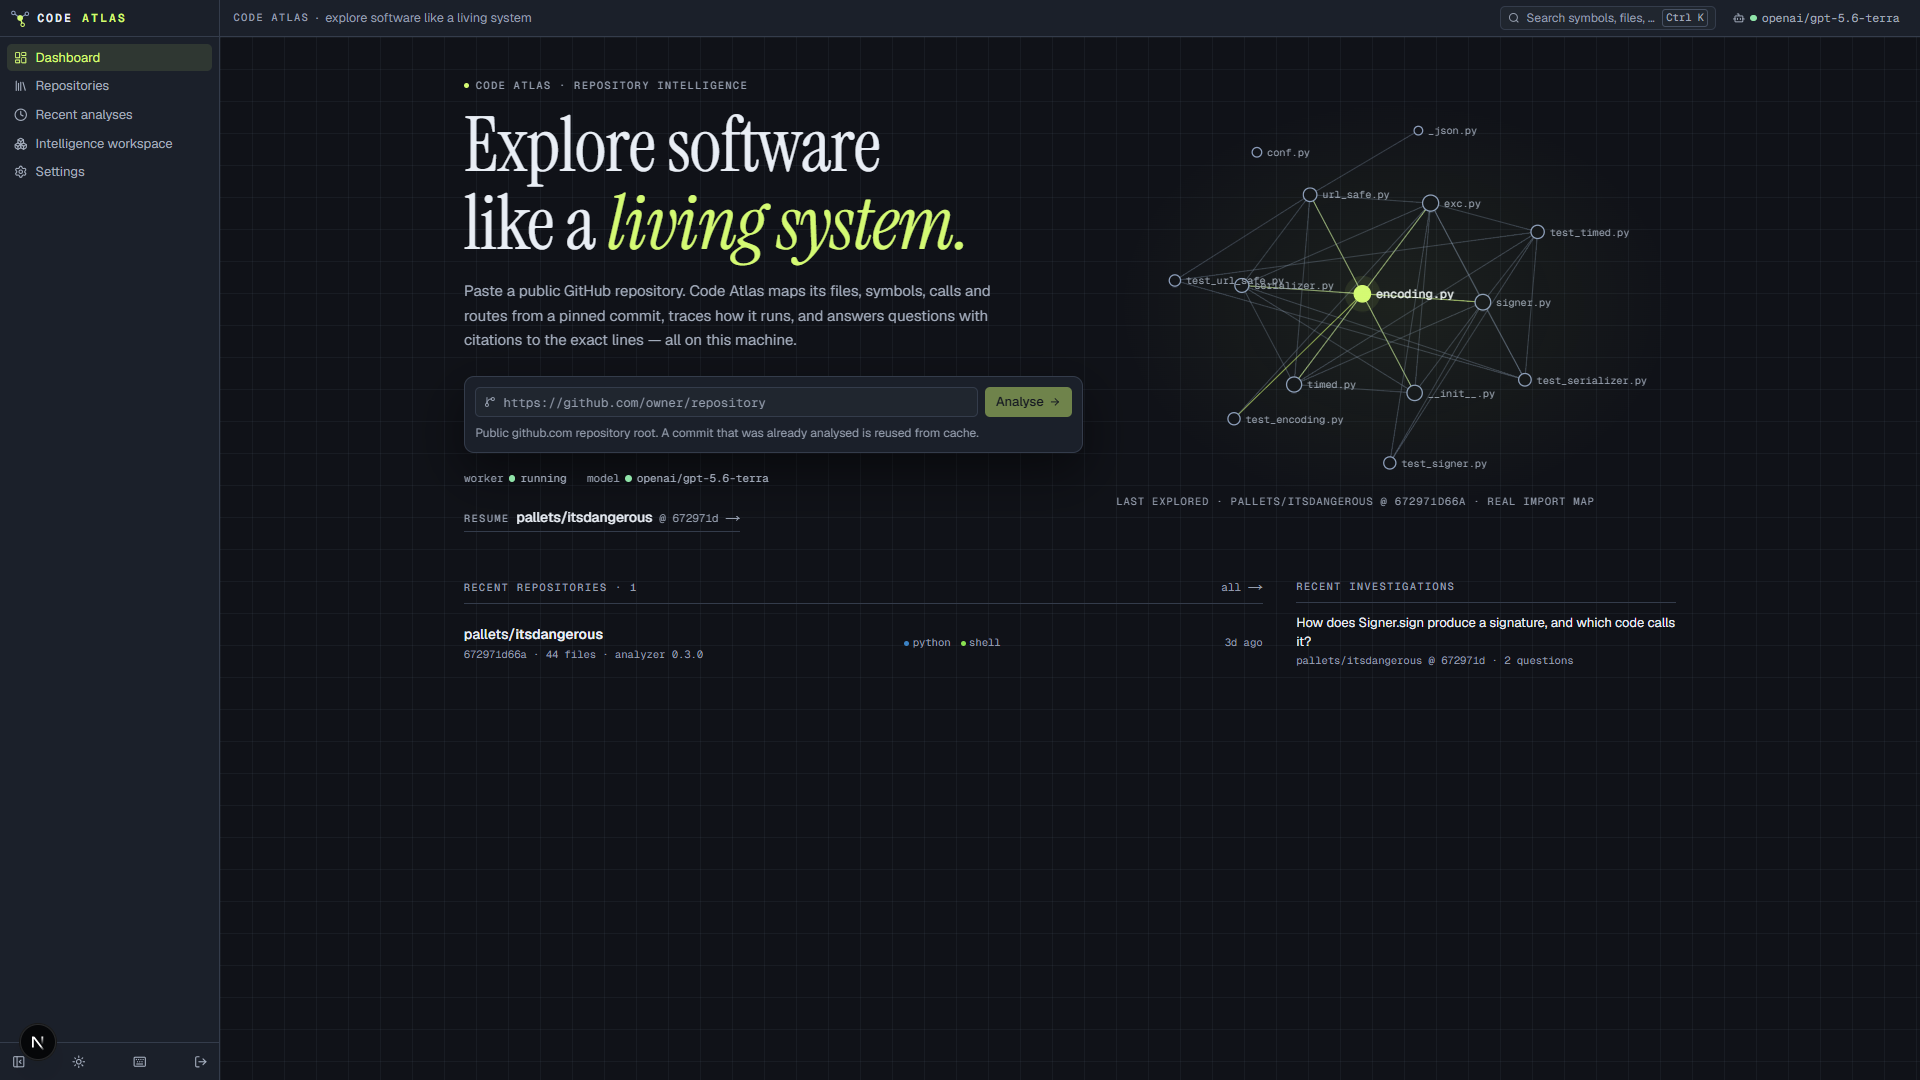 CODE ATLAS
CODE ATLAS · explore software like a living system
Search symbols, files, … Ctrl K
openai/gpt-5.6-terra
Dashboard
Repositories
Recent analyses
Intelligence workspace
Settings
CODE ATLAS · REPOSITORY INTELLIGENCE
Explore software
like a living system.
Paste a public GitHub repository. Code Atlas maps its files, symbols, calls and
routes from a pinned commit, traces how it runs, and answers questions with
citations to the exact lines — all on this machine.
https://github.com/owner/repository
Analyse →
Public github.com repository root. A commit that was already analysed is reused from cache.
worker running model openai/gpt-5.6-terra
RESUME pallets/itsdangerous @ 672971d →
_json.py
conf.py
url_safe.py
exc.py
test_timed.py
test_url_safe.py
serializer.py
encoding.py
signer.py
timed.py
__init__.py
test_serializer.py
test_encoding.py
test_signer.py
LAST EXPLORED · PALLETS/ITSDANGEROUS @ 672971D66A · REAL IMPORT MAP
RECENT REPOSITORIES · 1
all →
pallets/itsdangerous
672971d66a · 44 files · analyzer 0.3.0
python shell
3d ago
RECENT INVESTIGATIONS
How does Signer.sign produce a signature, and which code calls
it?
pallets/itsdangerous @ 672971d · 2 questions
N